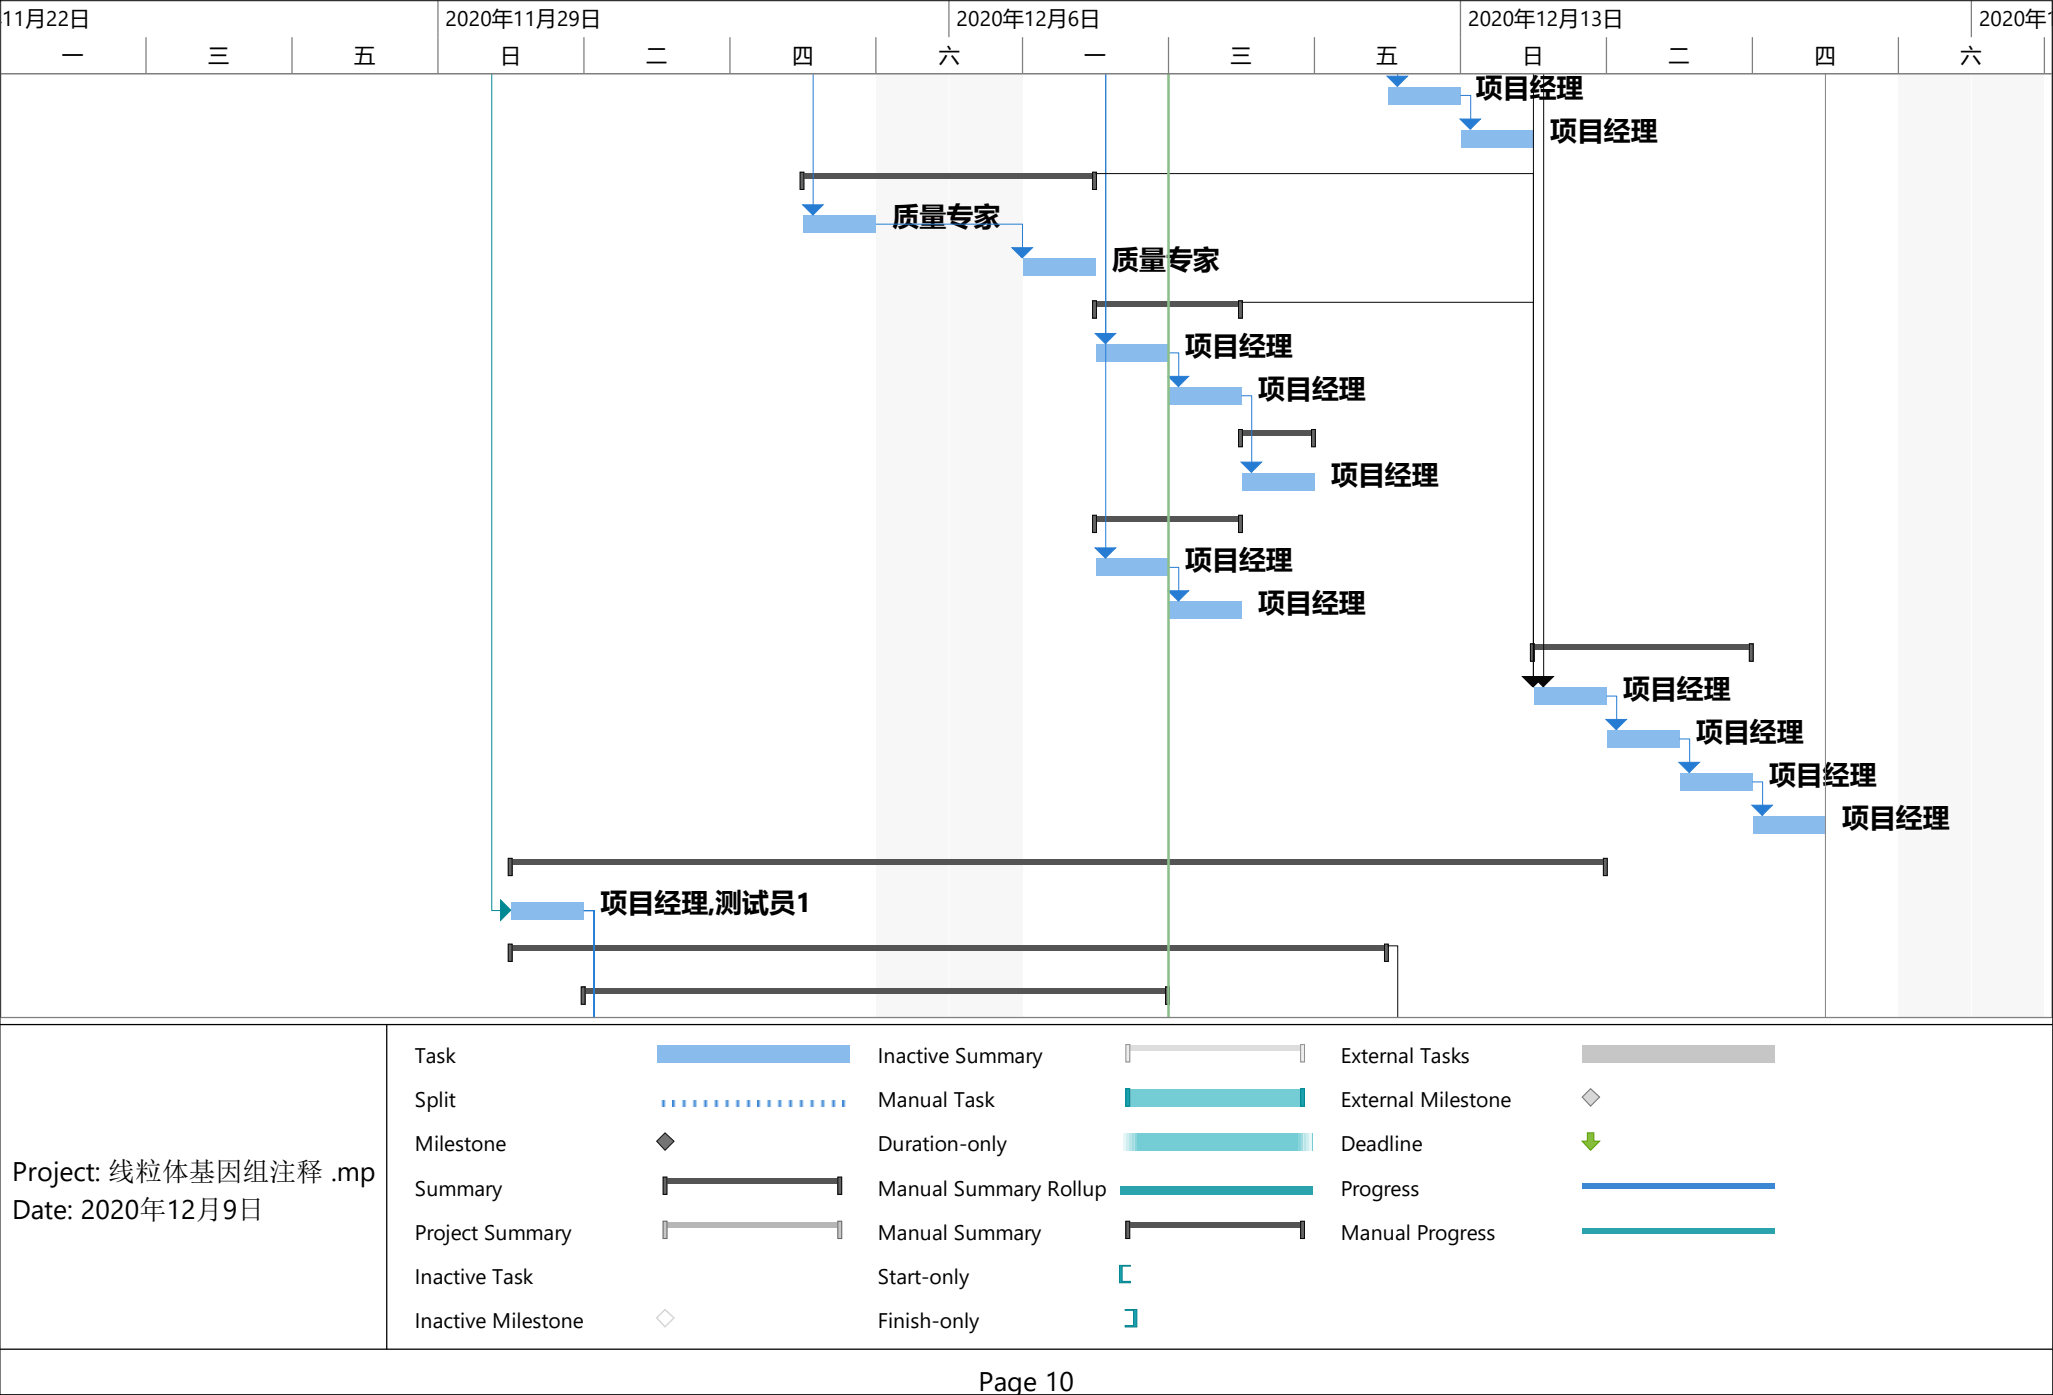 11月22日 2020年11月29日 2020年12月6日 2020年12月13日 2020年
一 三 五 日 二 四 六 一 三 五 日 二 四 六
项目经理
项目经理
质量专家
质量专家
项目经理
项目经理
项目经理
项目经理
项目经理
项目经理
项目经理
项目经理
项目经理
项目经理,测试员1
Project: 线粒体基因组注释 .mp
Date: 2020年12月9日
Task
Split
Milestone
Summary
Project Summary
Inactive Task
Inactive Milestone
Inactive Summary
Manual Task
Duration-only
Manual Summary Rollup
Manual Summary
Start-only
Finish-only
External Tasks
External Milestone
Deadline
Progress
Manual Progress
Page 10